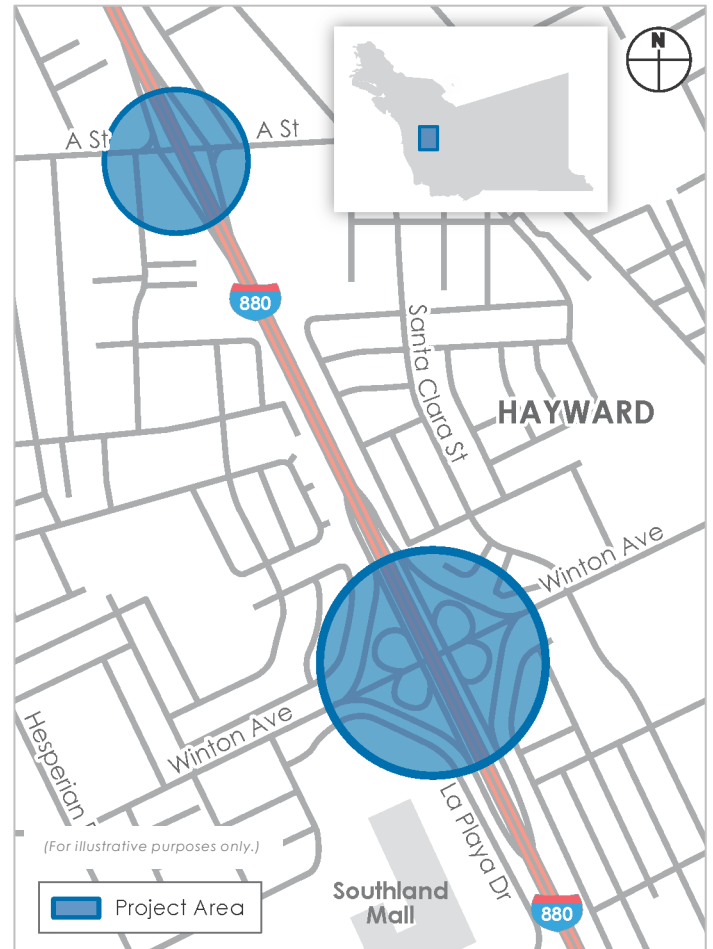 N
A St
A St
880
Santa Clara St
HAYWARD
Winton Ave
Winton Ave
Hesperian
La Playa Dr
(For illustrative purposes only.)
Southland
Mall
Project Area
880